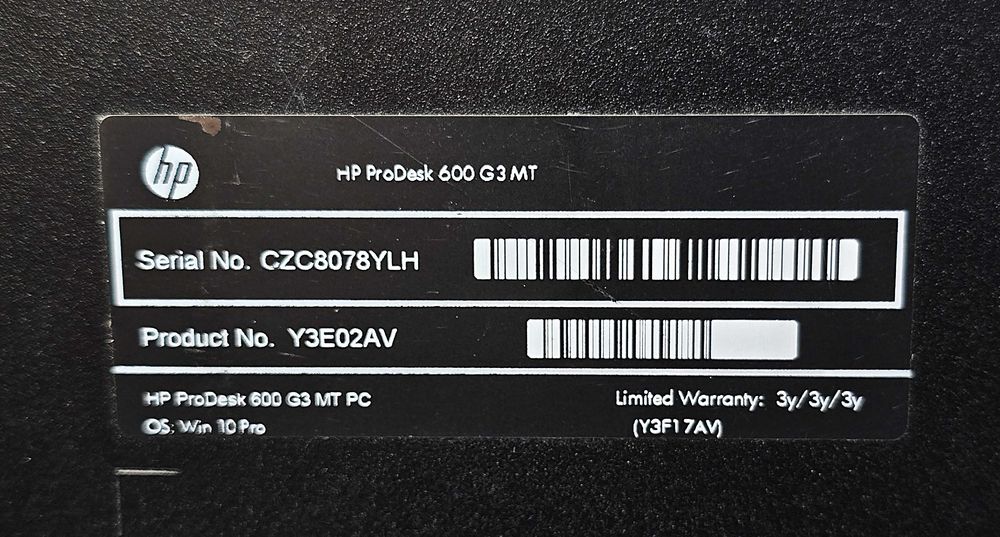 hp
HP ProDesk 600 G3 MT
Serial No. CZC8078YLH
Product No. Y3E02AV
HP ProDesk 600 G3 MT PC
Limited Warranty: 3y/3y/3y
OS: Win 10 Pro
(Y3F17AV)